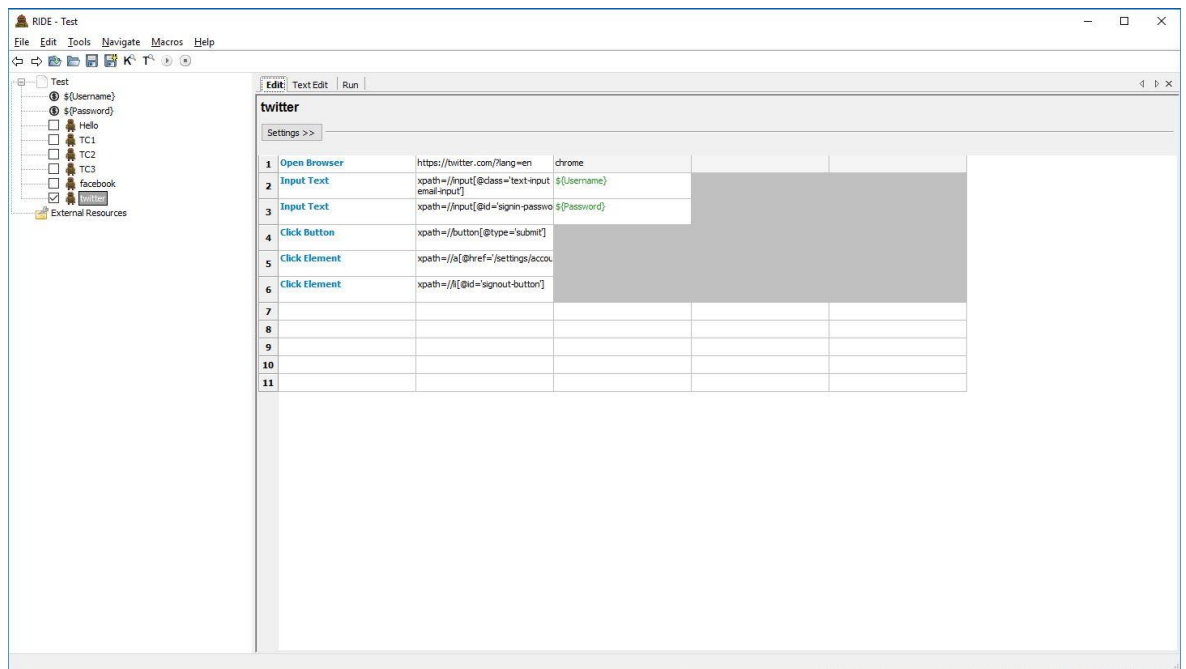 RIDE - Test
File Edit Tools Navigate Macros Help
Test
${Username}
${Password}
Hello
TC1
TC2
TC3
facebook
twitter
External Resources
Edit Text Edit Run
twitter
Settings >>
1 Open Browser https://twitter.com/?lang=en chrome
2 Input Text xpath=//input[@class='text-input ${Username}
email-input']
3 Input Text xpath=//input[@id='signin-passwo ${Password}
4 Click Button xpath=//button[@type='submit']
5 Click Element xpath=//a[@href='/settings/accou
6 Click Element xpath=//li[@id='signout-button']
7
8
9
10
11